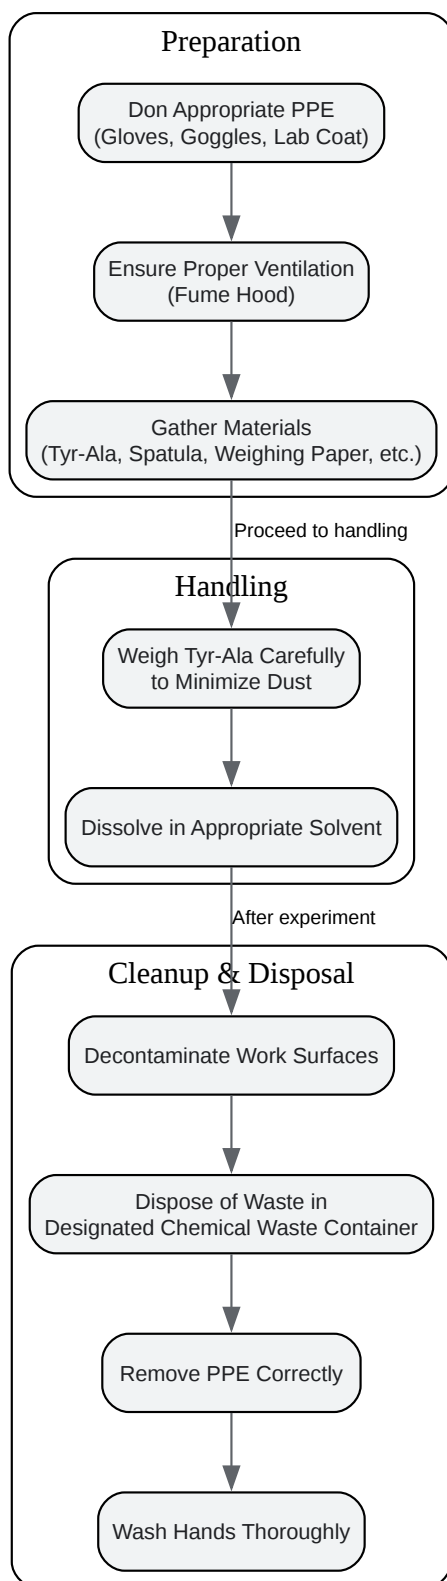 Preparation
Don Appropriate PPE
(Gloves, Goggles, Lab Coat)
Ensure Proper Ventilation
(Fume Hood)
Gather Materials
(Tyr-Ala, Spatula, Weighing Paper, etc.)
Proceed to handling
Handling
Weigh Tyr-Ala Carefully
to Minimize Dust
Dissolve in Appropriate Solvent
After experiment
Cleanup & Disposal
Decontaminate Work Surfaces
Dispose of Waste in
Designated Chemical Waste Container
Remove PPE Correctly
Wash Hands Thoroughly